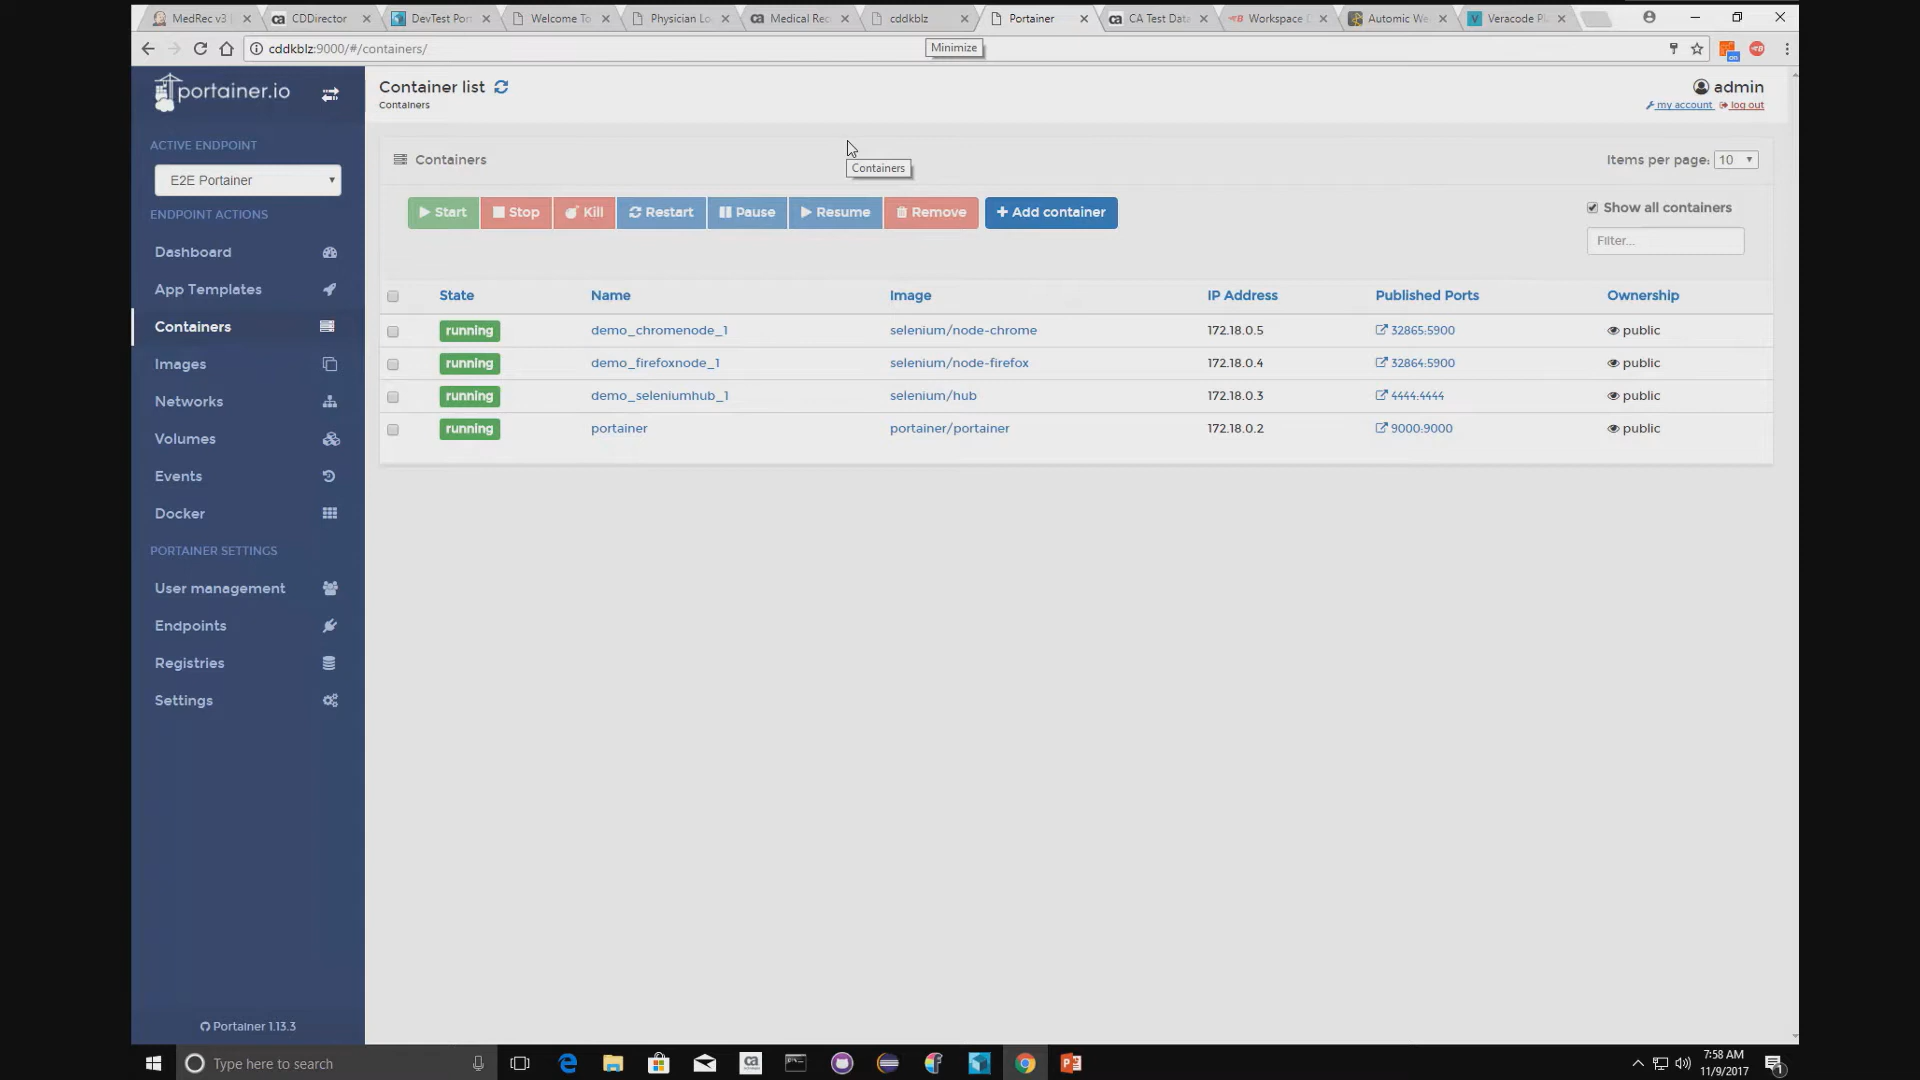 MedRec v3
CDDirector
DevTest Por
Welcome To
Physician Lo
Medical Rec
cddkblz
Portainer
CA Test Data
Workspace
Automic We
Veracode Pl
cddkblz:9000/#/containers/
Minimize
portainer.io
Container list
Containers
admin
my account
log out
ACTIVE ENDPOINT
E2E Portainer
ENDPOINT ACTIONS
Dashboard
App Templates
Containers
Images
Networks
Volumes
Events
Docker
PORTAINER SETTINGS
User management
Endpoints
Registries
Settings
Portainer 1.13.3
Containers
Containers
Items per page: 10
Start Stop Kill Restart Pause Resume Remove + Add container
Show all containers
Filter...
State Name Image IP Address Published Ports Ownership
running demo_chromenode_1 selenium/node-chrome 172.18.0.5 32865:5900 public
running demo_firefoxnode_1 selenium/node-firefox 172.18.0.4 32864:5900 public
running demo_seleniumhub_1 selenium/hub 172.18.0.3 4444:4444 public
running portainer portainer/portainer 172.18.0.2 9000:9000 public
Type here to search
7:58 AM
11/9/2017